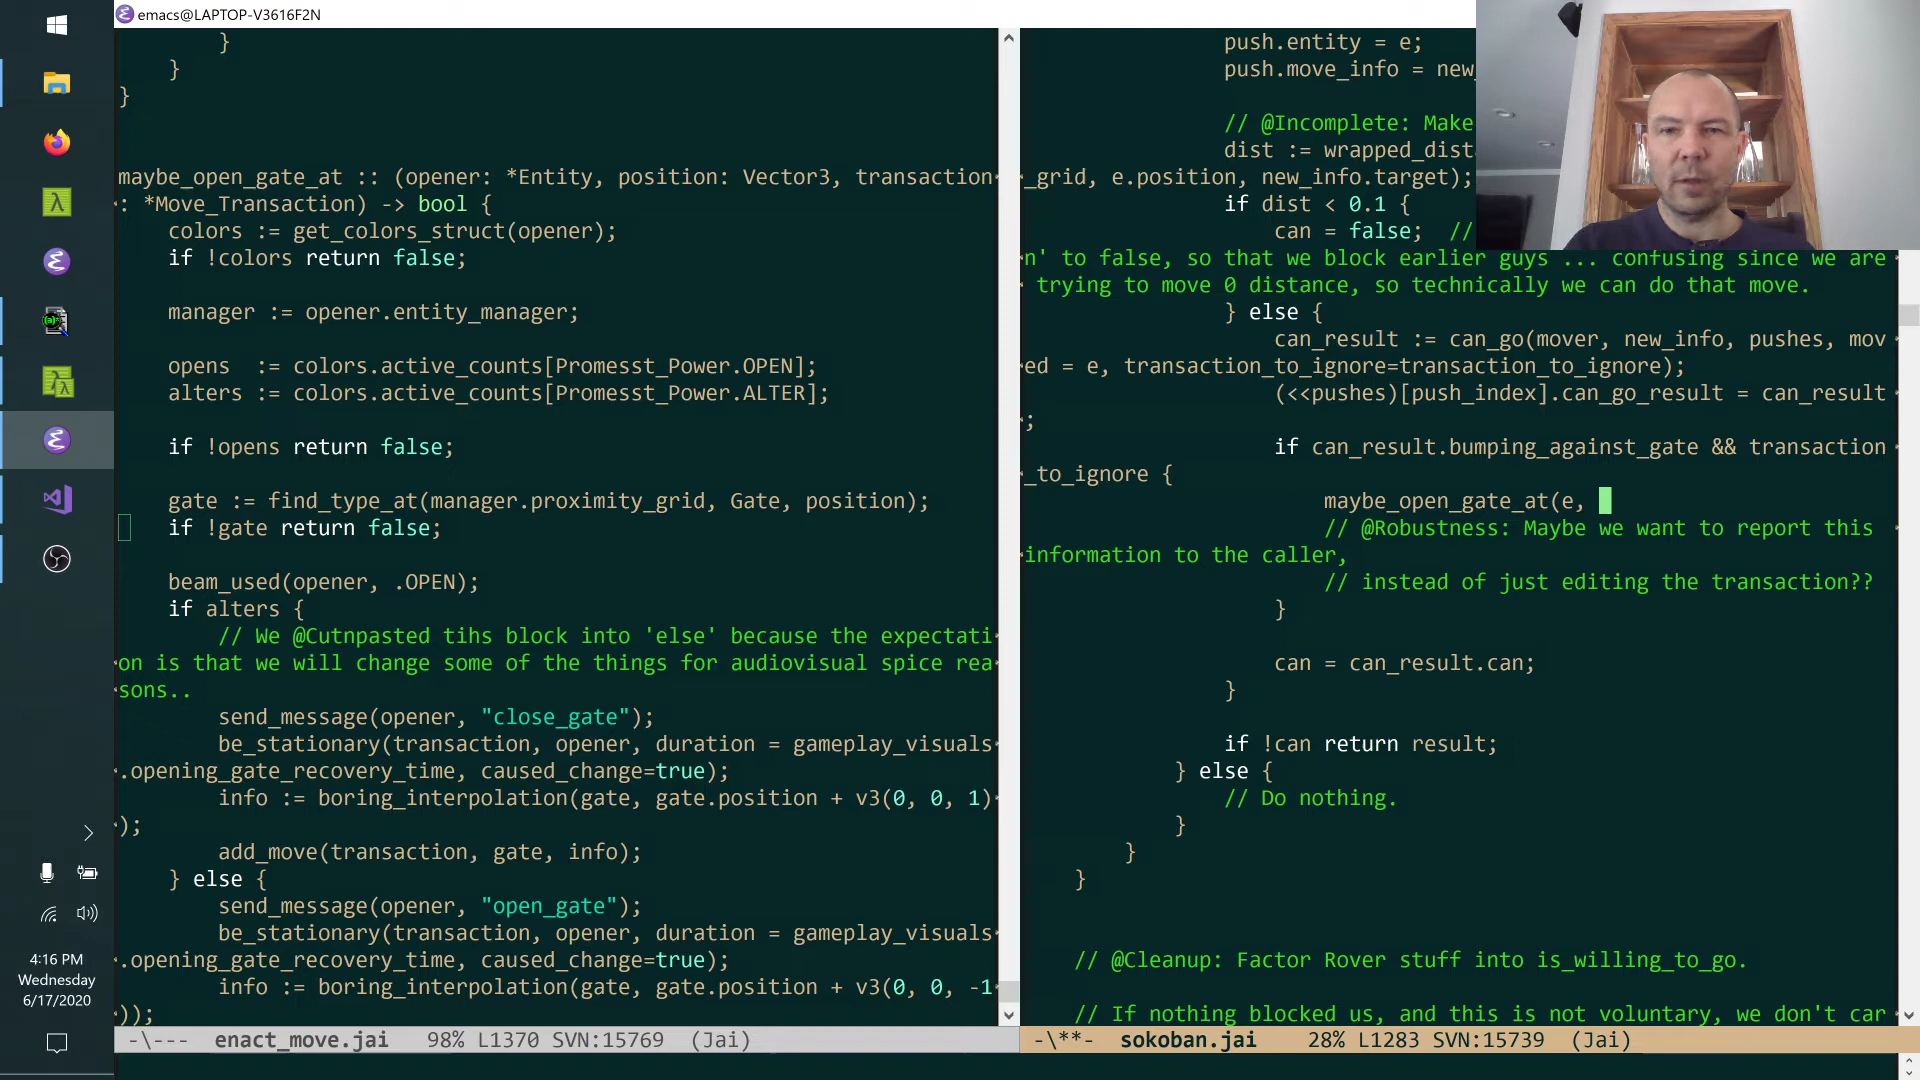 emacs@LAPTOP-V3616F2N
}
}
}
maybe_open_gate_at :: (opener: *Entity, position: Vector3, transaction
: *Move_Transaction) -> bool {
colors := get_colors_struct(opener);
if !colors return false;
manager := opener.entity_manager;
opens  := colors.active_counts[Promesst_Power.OPEN];
alters := colors.active_counts[Promesst_Power.ALTER];
if !opens return false;
gate := find_type_at(manager.proximity_grid, Gate, position);
if !gate return false;
beam_used(opener, .OPEN);
if alters {
// We @Cutnpasted tihs block into 'else' because the expectati
on is that we will change some of the things for audiovisual spice rea
sons..
send_message(opener, "close_gate");
be_stationary(transaction, opener, duration = gameplay_visuals
.opening_gate_recovery_time, caused_change=true);
info := boring_interpolation(gate, gate.position + v3(0, 0, 1)
);
add_move(transaction, gate, info);
} else {
send_message(opener, "open_gate");
be_stationary(transaction, opener, duration = gameplay_visuals
.opening_gate_recovery_time, caused_change=true);
info := boring_interpolation(gate, gate.position + v3(0, 0, -1
));
-\---  enact_move.jai   98% L1370 SVN:15769  (Jai)
push.entity = e;
push.move_info = new_
// @Incomplete: Make
dist := wrapped_dist
_grid, e.position, new_info.target);
if dist < 0.1 {
can = false;  //
n' to false, so that we block earlier guys ... confusing since we are
trying to move 0 distance, so technically we can do that move.
} else {
can_result := can_go(mover, new_info, pushes, mov
ed = e, transaction_to_ignore=transaction_to_ignore);
(<<pushes)[push_index].can_go_result = can_result
;
if can_result.bumping_against_gate && transaction
_to_ignore {
maybe_open_gate_at(e,
// @Robustness: Maybe we want to report this
information to the caller,
// instead of just editing the transaction??
}
can = can_result.can;
}
if !can return result;
} else {
// Do nothing.
}
}
}
// @Cleanup: Factor Rover stuff into is_willing_to_go.
// If nothing blocked us, and this is not voluntary, we don't car
-\**-  sokoban.jai    28% L1283 SVN:15739  (Jai)
4:16 PM
Wednesday
6/17/2020